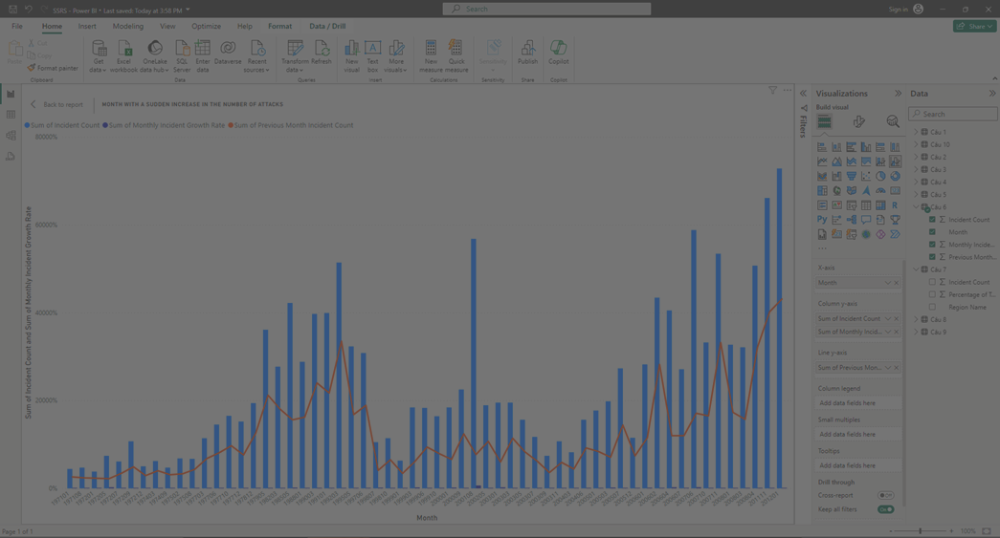 SSRS - Power BI • Last saved: Today at 3:58 PM
Search
Sign in
File
Home
Insert
Modeling
View
Optimize
Help
Format
Data / Drill
Share
Paste
Cut
Copy
Format painter
Clipboard
Get data
Excel workbook
OneLake data hub
SQL Server
Enter data
Dataverse
Recent sources
Data
Transform data
Refresh
Queries
New visual
Text box
More visuals
Insert
New measure
Quick measure
Calculations
Sensitivity
Sensitivity
Publish
Share
Copilot
Copilot
Back to report
MONTH WITH A SUDDEN INCREASE IN THE NUMBER OF ATTACKS
Sum of Incident Count
Sum of Monthly Incident Growth Rate
Sum of Previous Month Incident Count
80000%
60000%
40000%
20000%
0%
Sum of Incident Count and Sum of Monthly Incident Growth Rate
Month
Filters
Visualizations
Build visual
X-axis
Month
Column y-axis
Sum of Incident Count
Sum of Monthly Incid...
Line y-axis
Sum of Previous Mon...
Column legend
Add data fields here
Small multiples
Add data fields here
Tooltips
Add data fields here
Drill through
Cross-report
Keep all filters
On
Data
Search
Câu 1
Câu 10
Câu 2
Câu 3
Câu 4
Câu 5
Câu 6
Incident Count
Month
Monthly Incide...
Previous Month...
Câu 7
Incident Count
Percentage of T...
Region Name
Câu 8
Câu 9
Page 1 of 1
100%